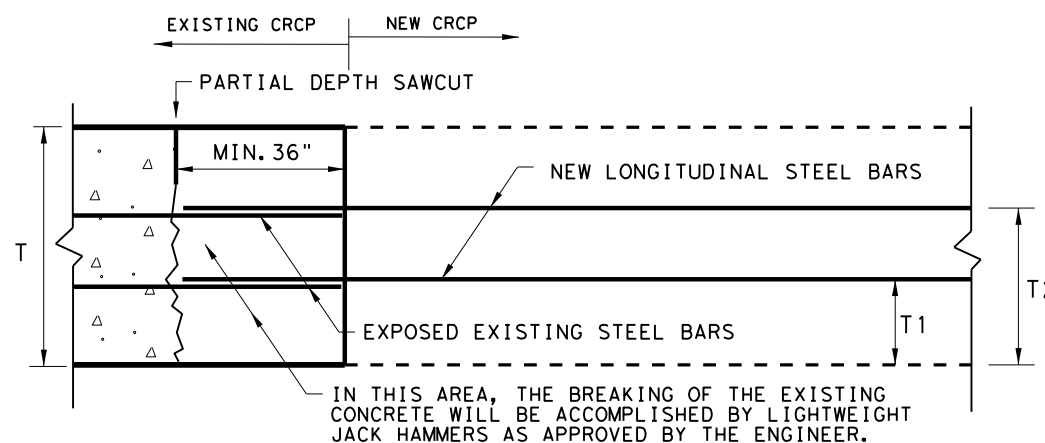 EXISTING CRCP
NEW CRCP
PARTIAL DEPTH SAWCUT
MIN. 36"
NEW LONGITUDINAL STEEL BARS
T
T2
T1
EXPOSED EXISTING STEEL BARS
IN THIS AREA, THE BREAKING OF THE EXISTING
CONCRETE WILL BE ACCOMPLISHED BY LIGHTWEIGHT
JACK HAMMERS AS APPROVED BY THE ENGINEER.